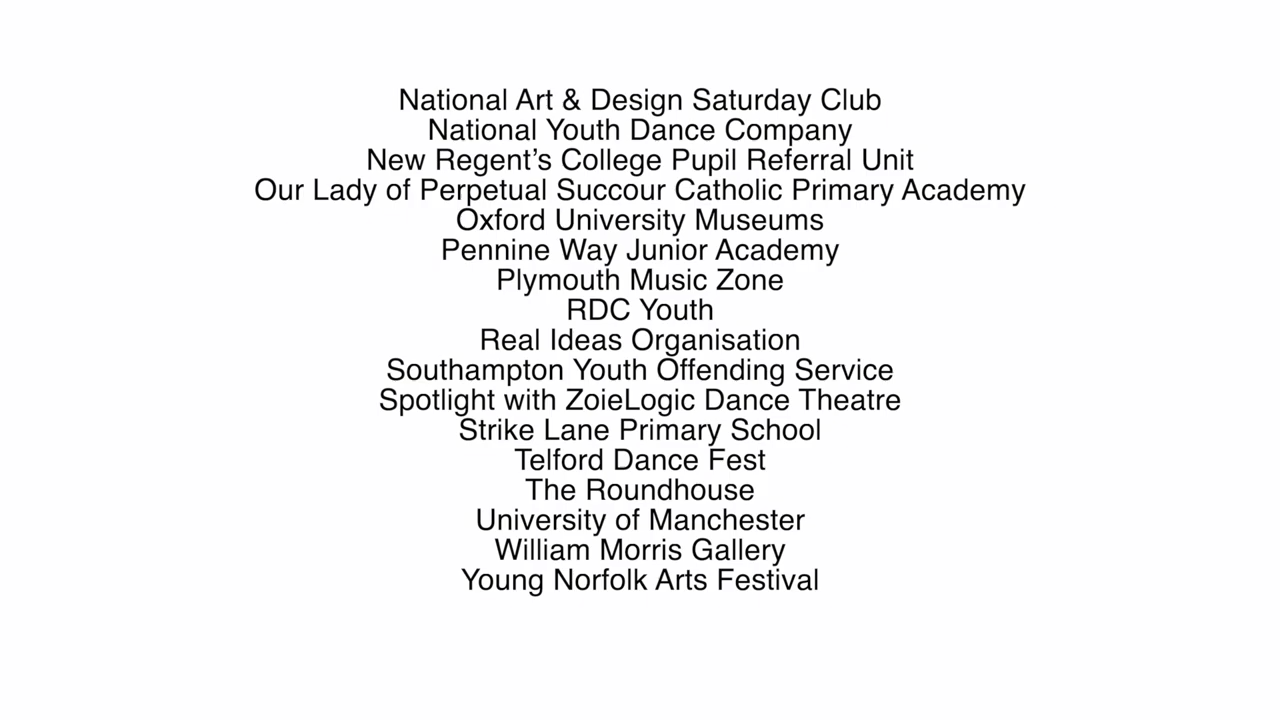 National Art & Design Saturday Club
National Youth Dance Company
New Regent’s College Pupil Referral Unit
Our Lady of Perpetual Succour Catholic Primary Academy
Oxford University Museums
Pennine Way Junior Academy
Plymouth Music Zone
RDC Youth
Real Ideas Organisation
Southampton Youth Offending Service
Spotlight with ZoieLogic Dance Theatre
Strike Lane Primary School
Telford Dance Fest
The Roundhouse
University of Manchester
William Morris Gallery
Young Norfolk Arts Festival